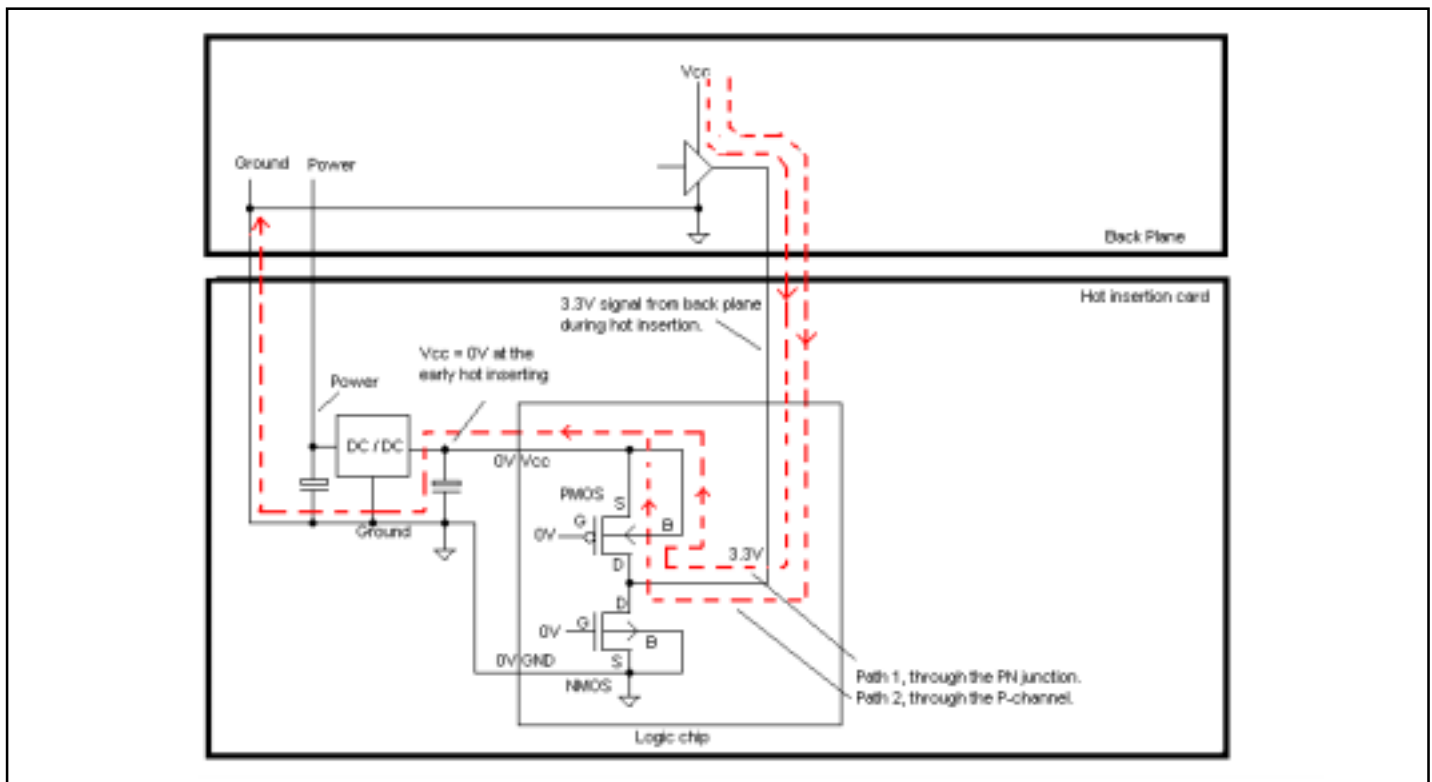 Vcc
Ground
Power
Back Plane
Hot insertion card
3.3V signal from back plane
during hot insertion.
Vcc = 0V at the
early hot inserting
Power
DC / DC
0V Vcc
PMOS
S
G
B
0V
D
3.3V
Ground
D
G
0V
B
0V GND
S
NMOS
Path 1, through the PN junction.
Path 2, through the P-channel.
Logic chip